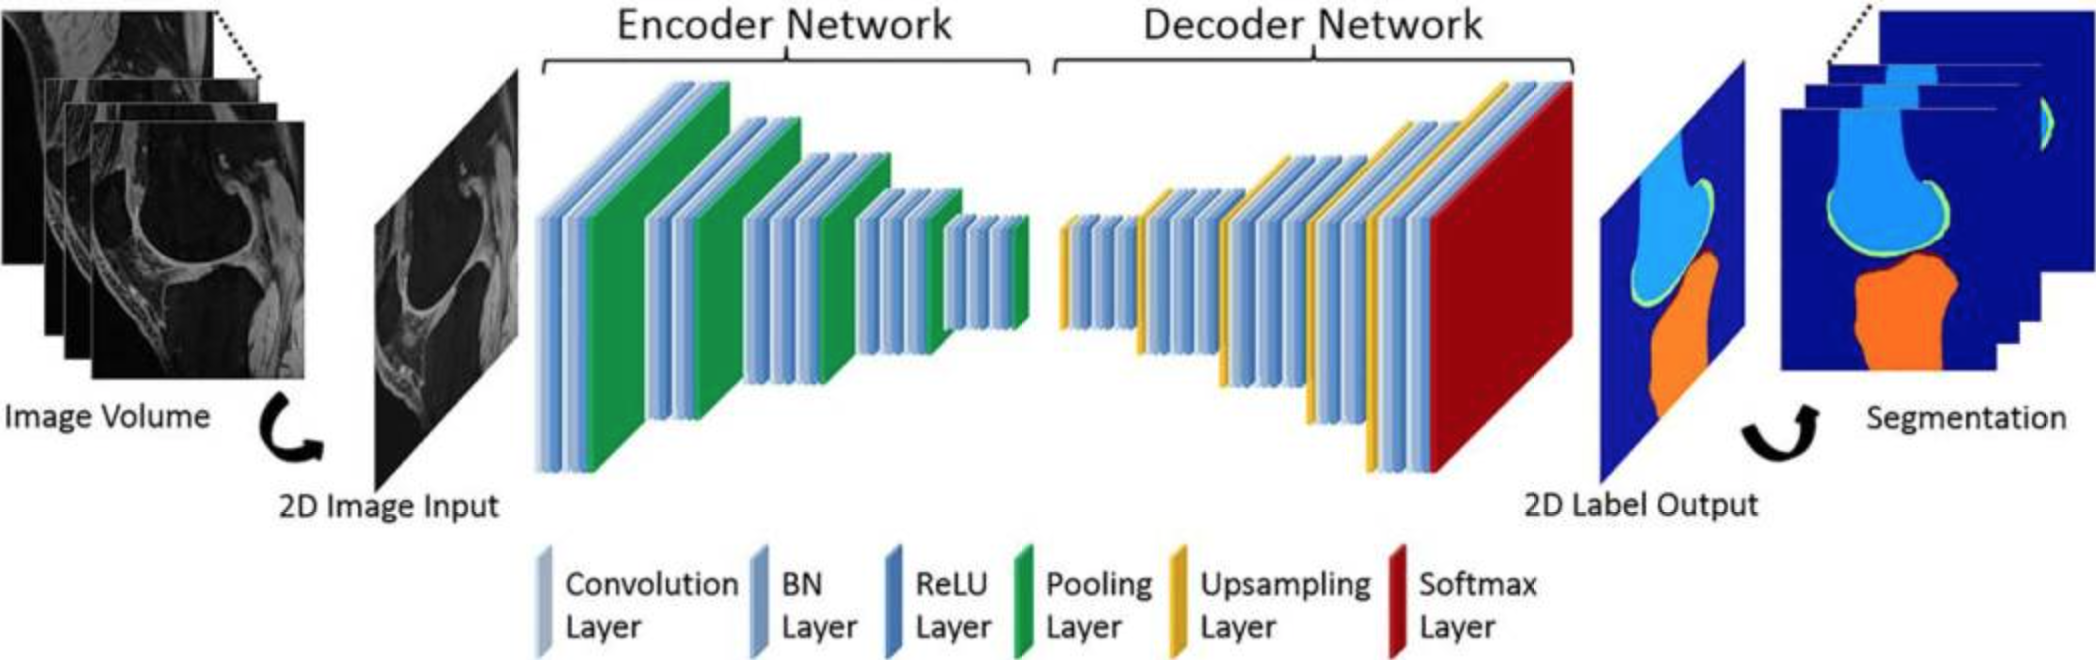 Encoder Network
Decoder Network
Image Volume
2D Image Input
2D Label Output
Segmentation
Convolution
Layer
BN
Layer
ReLU
Layer
Pooling
Layer
Upsampling
Layer
Softmax
Layer